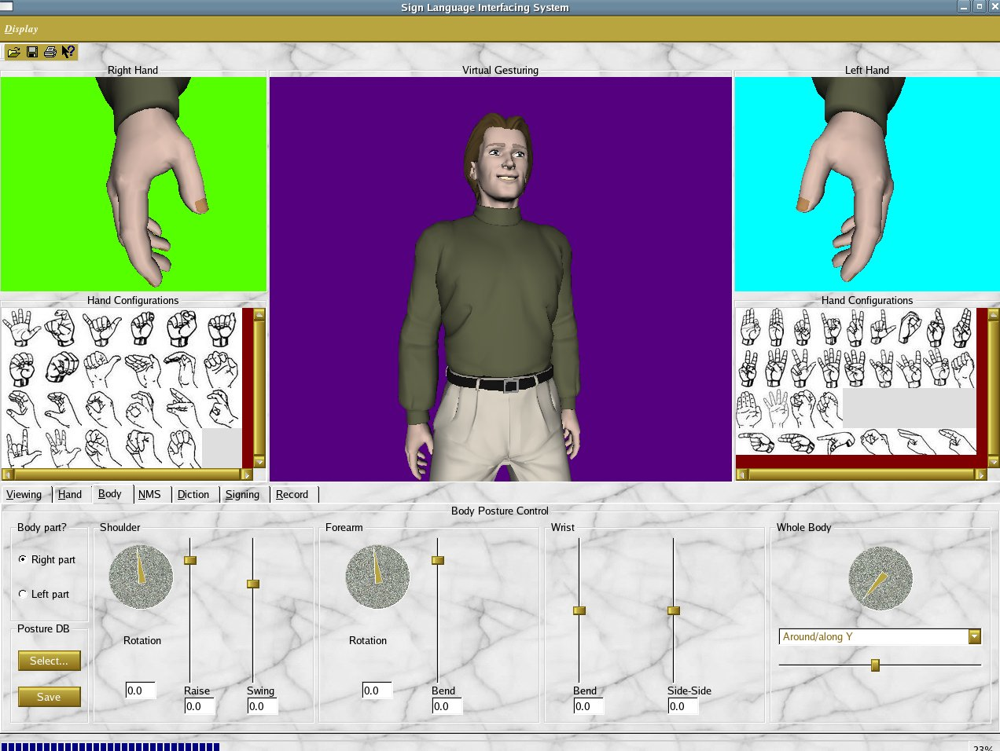 Sign Language Interfacing System
Display
Right Hand
Virtual Gesturing
Left Hand
Hand Configurations
Hand Configurations
Viewing
Hand
Body
NMS
Diction
Signing
Record
Body Posture Control
Body part?
Right part
Left part
Posture DB
Select...
Save
Shoulder
Rotation
0.0
Raise
0.0
Swing
0.0
Forearm
Rotation
0.0
Bend
0.0
Wrist
Bend
0.0
Side-Side
0.0
Whole Body
Around/along Y
23%